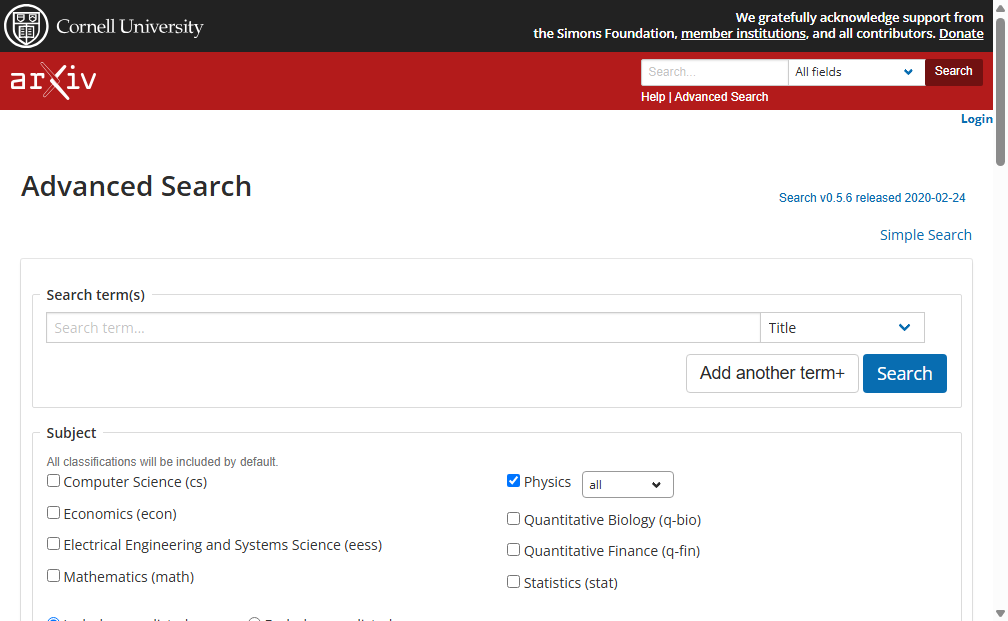 Cornell University
We gratefully acknowledge support from
the Simons Foundation, member institutions, and all contributors. Donate
arXiv
Search...
All fields
Search
Help | Advanced Search
Login
Advanced Search
Search v0.5.6 released 2020-02-24
Simple Search
Search term(s)
Search term...
Title
Add another term+
Search
Subject
All classifications will be included by default.
Computer Science (cs)
Economics (econ)
Electrical Engineering and Systems Science (eess)
Mathematics (math)
Physics
all
Quantitative Biology (q-bio)
Quantitative Finance (q-fin)
Statistics (stat)